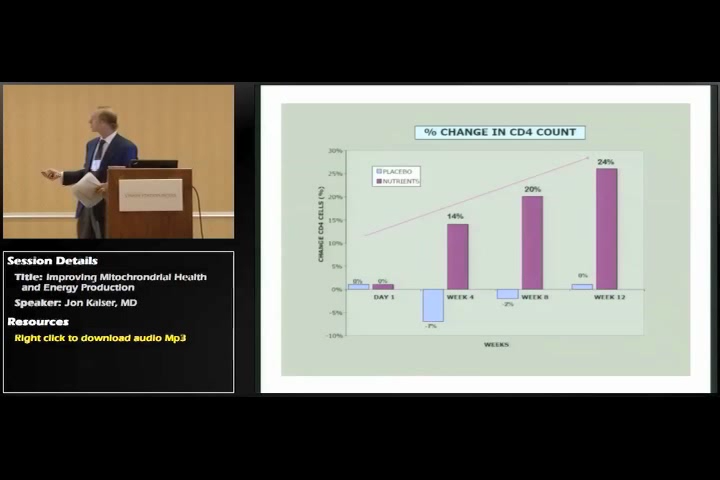 Session Details
Title: Improving Mitochrondrial Health
and Energy Production
Speaker: Jon Kaiser, MD
Resources
Right click to download audio Mp3
% CHANGE IN CD4 COUNT
30%
25%
20%
15%
10%
5%
0%
-5%
-10%
CHANGE CD4 CELLS (%)
PLACEBO
NUTRIENTS
0% 0%
14%
-7%
20%
-2%
0%
24%
DAY 1 WEEK 4 WEEK 8 WEEK 12
WEEKS